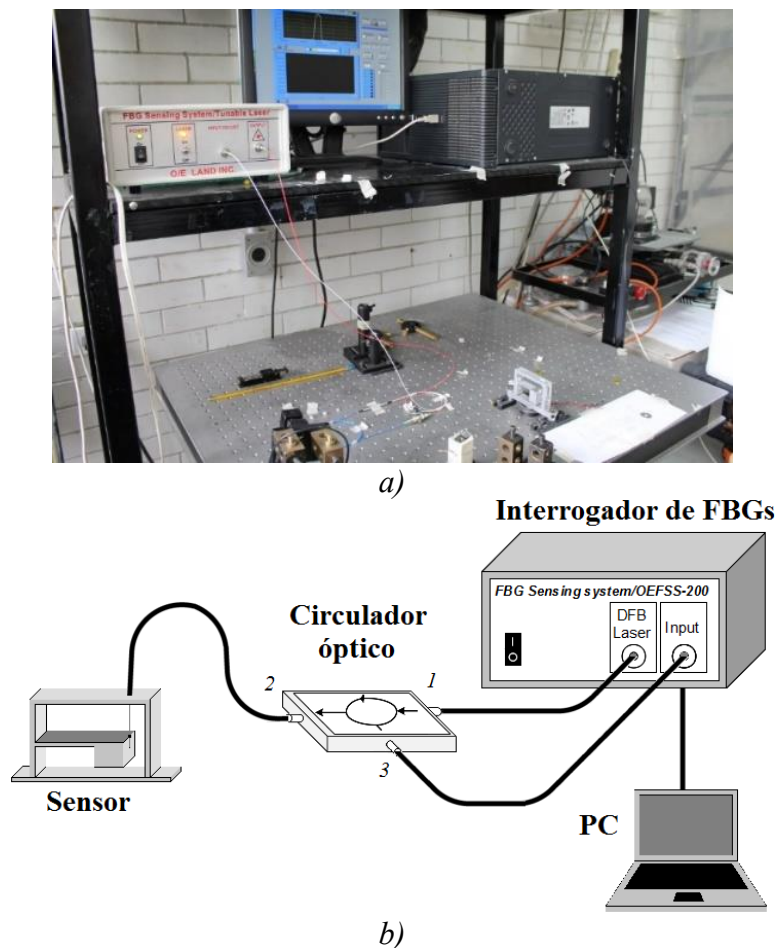 FBG Sensing System/Tunable Laser
POWER
O/E LAND INC.
a)
Interrogador de FBGs
FBG Sensing system/OEFSS-200
DFB
Laser
Input
I
O
Circulador
óptico
1
2
3
Sensor
PC
b)